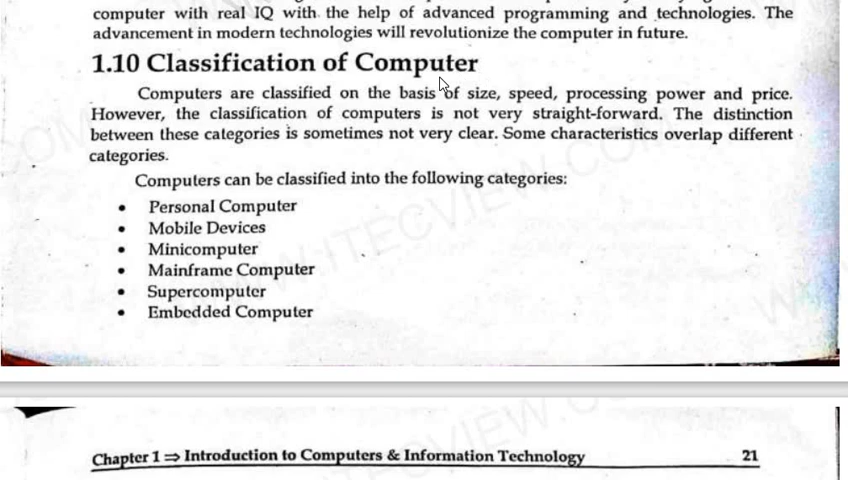 computer with real IQ with the help of advanced programming and technologies. The
advancement in modern technologies will revolutionize the computer in future.
1.10 Classification of Computer
Computers are classified on the basis of size, speed, processing power and price.
However, the classification of computers is not very straight-forward. The distinction
between these categories is sometimes not very clear. Some characteristics overlap different
categories.
Computers can be classified into the following categories:
• Personal Computer
• Mobile Devices
• Minicomputer
• Mainframe Computer
• Supercomputer
• Embedded Computer
WWW.ITECVIEW.COM
Chapter 1 ⇒ Introduction to Computers & Information Technology 21